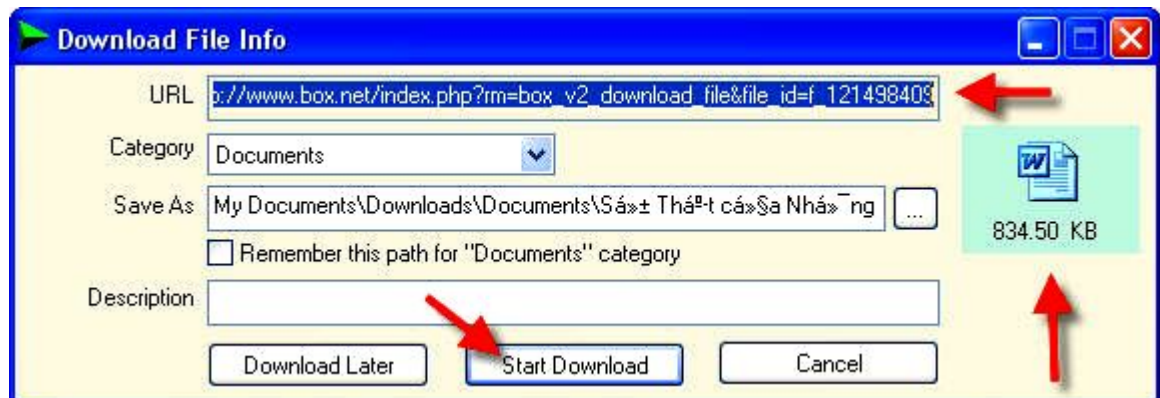 Download File Info
URL p://www.box.net/index.php?rm=box_v2_download_file&file_id=f_121498409
Category Documents
Save As My Documents\Downloads\Documents\Sá»± Tháº-t cá»§a Nhá»¯ng ...
Remember this path for "Documents" category
834.50 KB
Description
Download Later Start Download Cancel